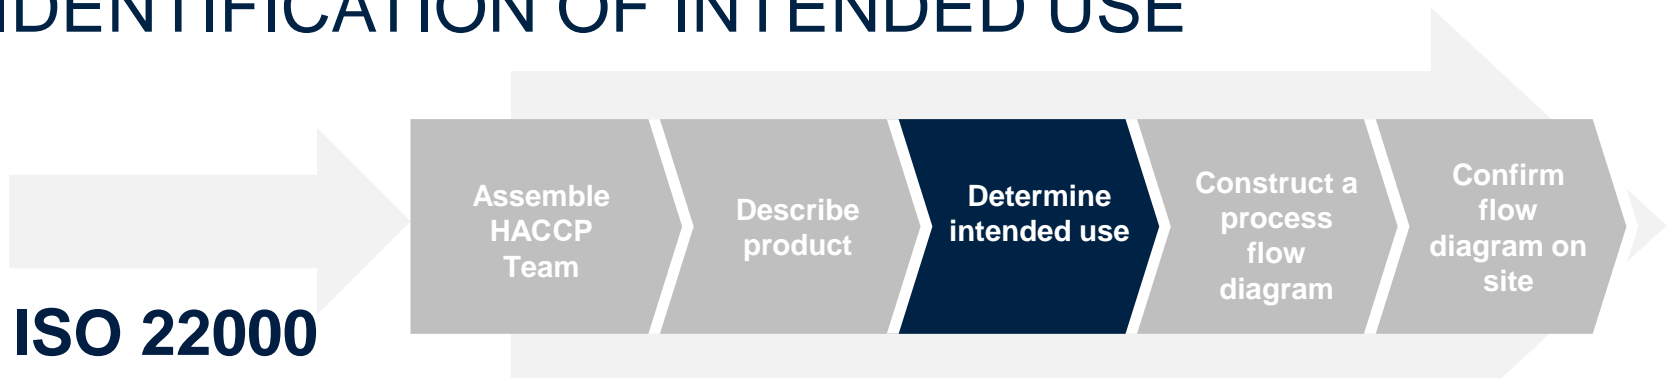 IDENTIFICATION OF INTENDED USE
Assemble
HACCP
Team
Describe
product
Determine
intended use
Construct a
process
flow
diagram
Confirm
flow
diagram on
site
ISO 22000